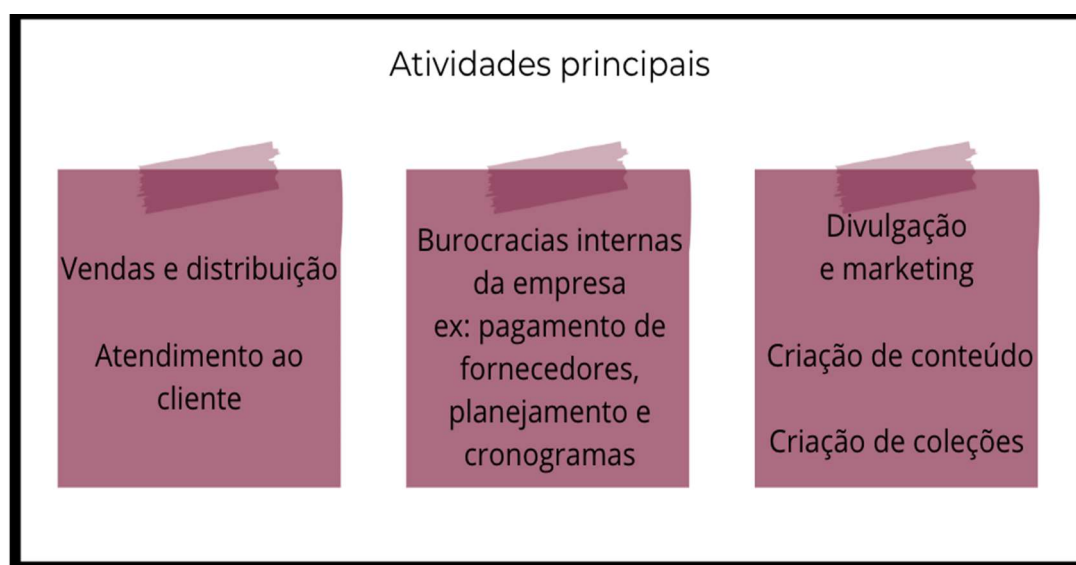 Atividades principais
Vendas e distribuição
Atendimento ao
cliente
Burocracias internas
da empresa
ex: pagamento de
fornecedores,
planejamento e
cronogramas
Divulgação
e marketing
Criação de conteúdo
Criação de coleções